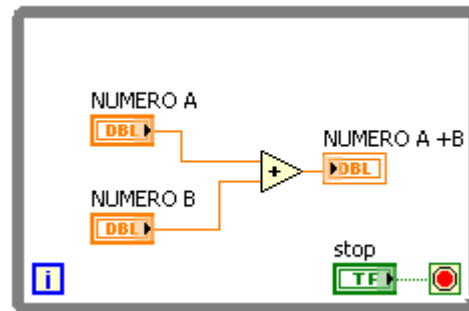 NUMERO A
DBL
NUMERO A +B
DBL
NUMERO B
DBL
stop
i
TF